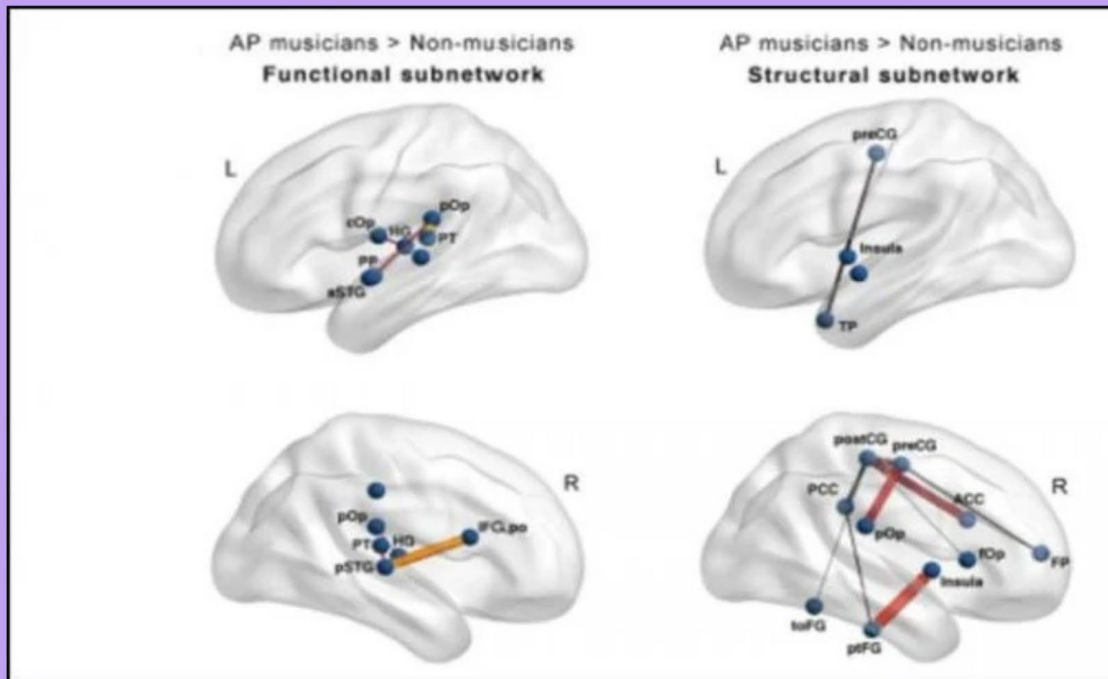 AP musicians > Non-musicians
Functional subnetwork
AP musicians > Non-musicians
Structural subnetwork
L
cOp
HG
pOp
PT
PP
aSTG
L
preCG
Insula
TP
R
pOp
PT
HG
pSTG
IFG.po
R
postCG
preCG
PCC
ACC
pOp
fOp
FP
Insula
toFG
ptFG